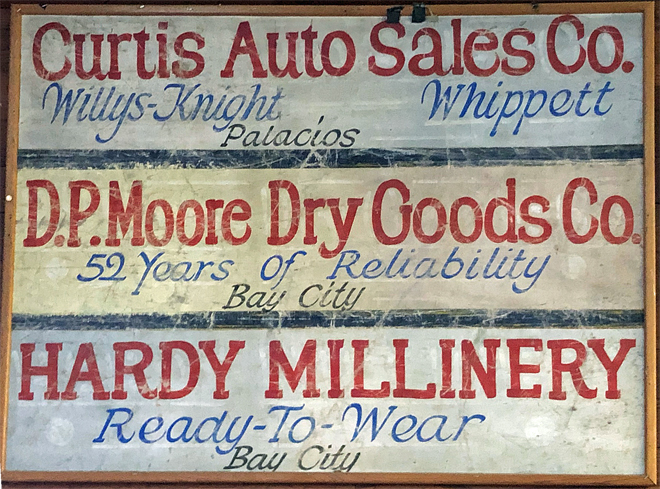 Curtis Auto Sales Co.
Willys-Knight Whippett
Palacios
D.P. Moore Dry Goods Co.
52 Years of Reliability
Bay City
HARDY MILLINERY
Ready-To-Wear
Bay City